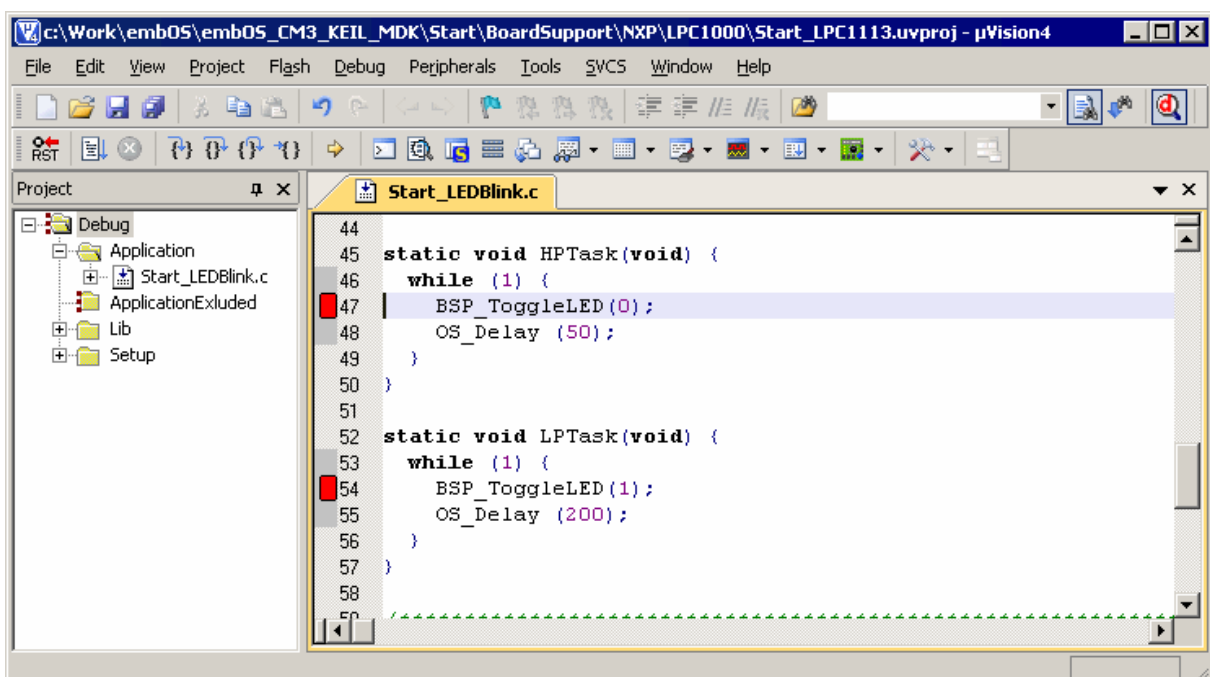 c:\Work\embOS\embOS_CM3_KEIL_MDK\Start\BoardSupport\NXP\LPC1000\Start_LPC1113.uvproj - µVision4
File Edit View Project Flash Debug Peripherals Tools SVCS Window Help
RST
Project
Start_LEDBlink.c
Debug
Application
Start_LEDBlink.c
ApplicationExluded
Lib
Setup
44
45 static void HPTask(void) {
46 while (1) {
47 BSP_ToggleLED(0);
48 OS_Delay (50);
49 }
50 }
51
52 static void LPTask(void) {
53 while (1) {
54 BSP_ToggleLED(1);
55 OS_Delay (200);
56 }
57 }
58